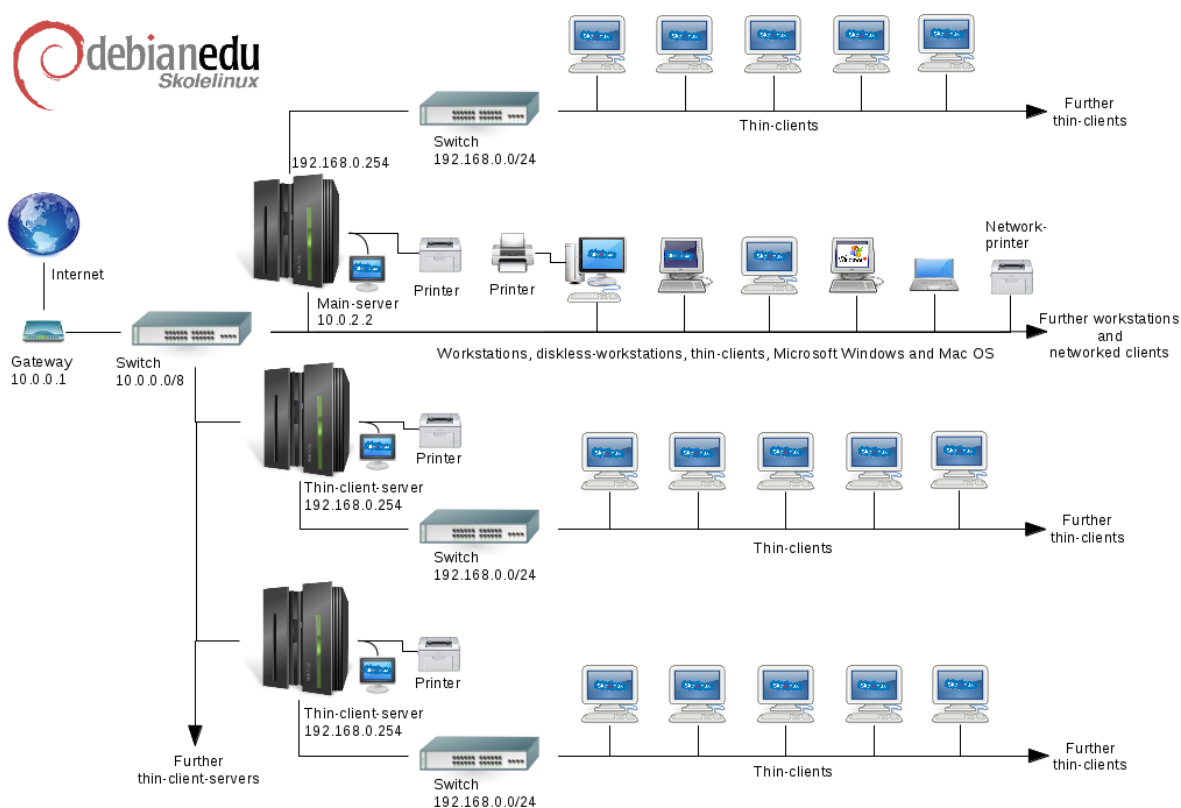 debianedu
Skolelinux
Further
thin-clients
Thin-clients
Switch
192.168.0.0/24
192.168.0.254
Internet
Gateway
10.0.0.1
Switch
10.0.0.0/8
Main-server
10.0.2.2
Printer
Printer
Network-
printer
Windows
Further workstations
and
networked clients
Workstations, diskless-workstations, thin-clients, Microsoft Windows and Mac OS
Printer
Thin-client-server
192.168.0.254
Switch
192.168.0.0/24
Thin-clients
Further
thin-clients
Printer
Thin-client-server
192.168.0.254
Switch
192.168.0.0/24
Thin-clients
Further
thin-clients
Further
thin-client-servers